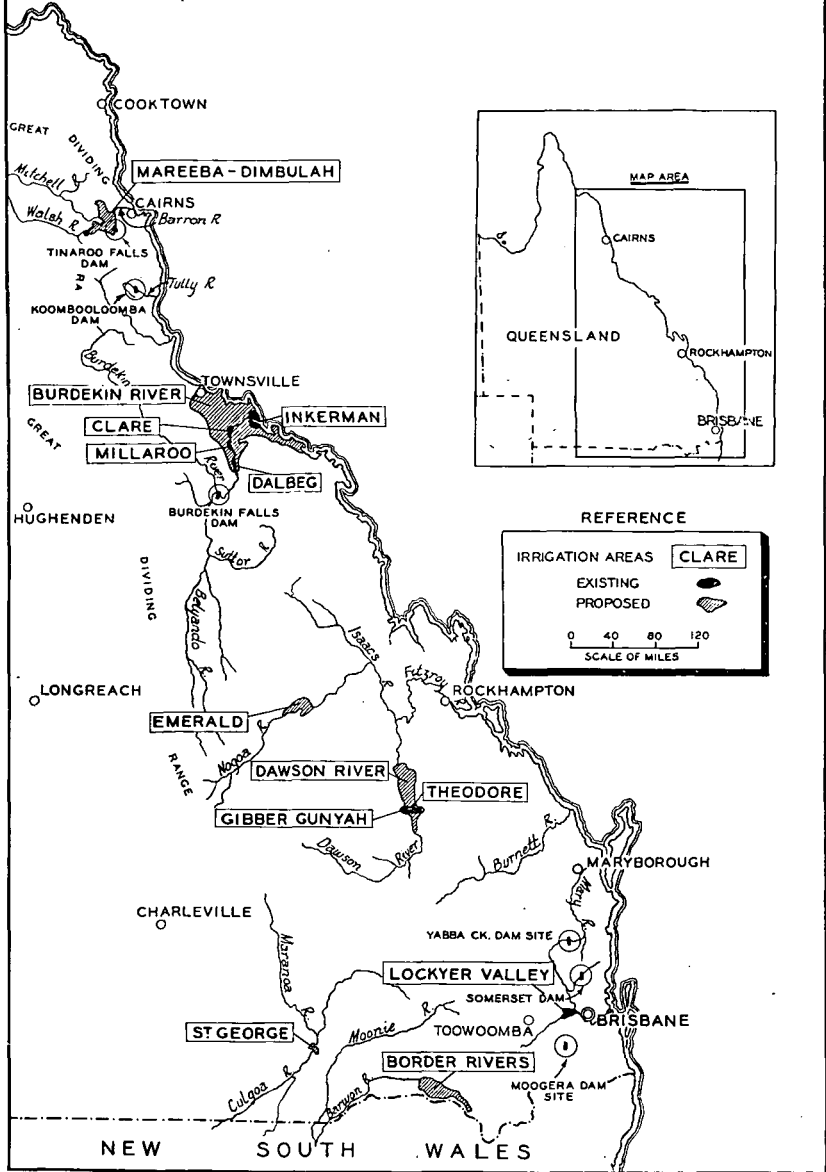 COOKTOWN
GREAT
DIVIDING
Mitchell R.
MAREEBA - DIMBULAH
CAIRNS
Walsh R.
Barron R
TINAROO FALLS
DAM
RA
Tully R
KOOMBOOLOOMBA
DAM
Burdekin
TOWNSVILLE
BURDEKIN RIVER
INKERMAN
CLARE
GREAT
MILLAROO
River
DALBEG
HUGHENDEN
BURDEKIN FALLS
DAM
Suttor R.
DIVIDING
Belyando R.
Isaacs R.
Fitzroy
LONGREACH
ROCKHAMPTON
EMERALD
Nogoa R.
RANGE
DAWSON RIVER
THEODORE
GIBBER GUNYAH
Dawson River
Burnett R.
MARYBOROUGH
Mary R.
CHARLEVILLE
YABBA CK. DAM SITE
Maranoa R.
LOCKYER VALLEY
SOMERSET DAM
BRISBANE
TOOWOOMBA
Moonie R.
ST GEORGE
BORDER RIVERS
MOOGERA DAM
SITE
Culgoa R.
Barwon R.
NEW SOUTH WALES
MAP AREA
CAIRNS
QUEENSLAND
ROCKHAMPTON
BRISBANE
REFERENCE
IRRIGATION AREAS CLARE
EXISTING
PROPOSED
0 40 80 120
SCALE OF MILES